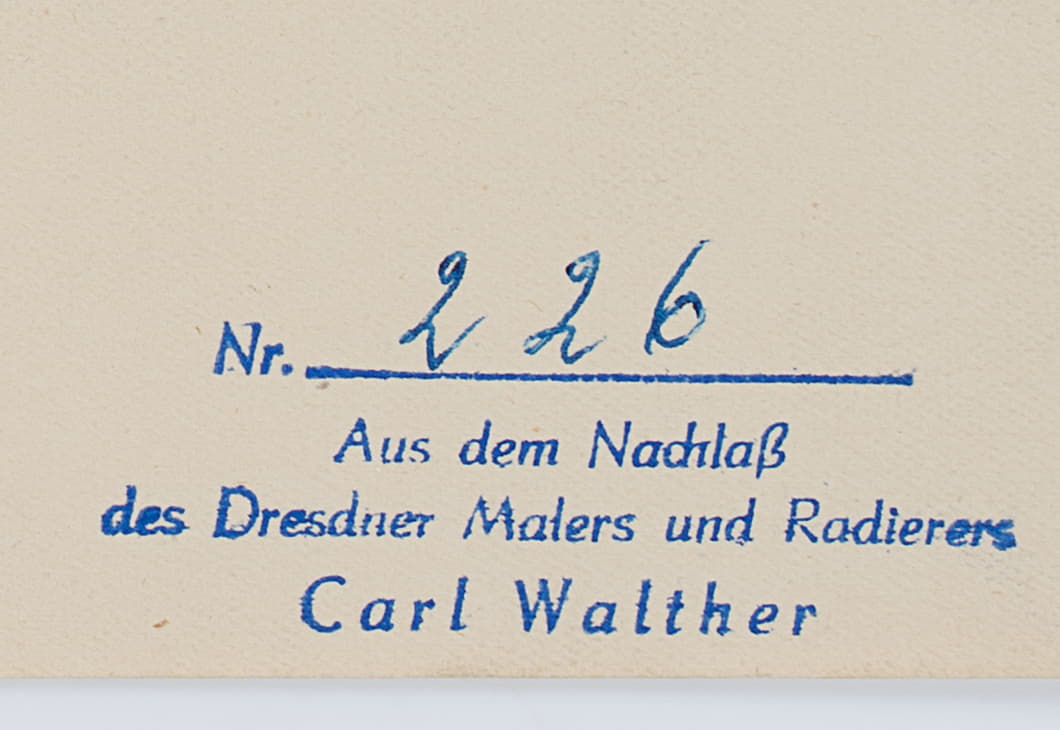 Nr. 226
Aus dem Nachlaß
des Dresdner Malers und Radierers
Carl Walther